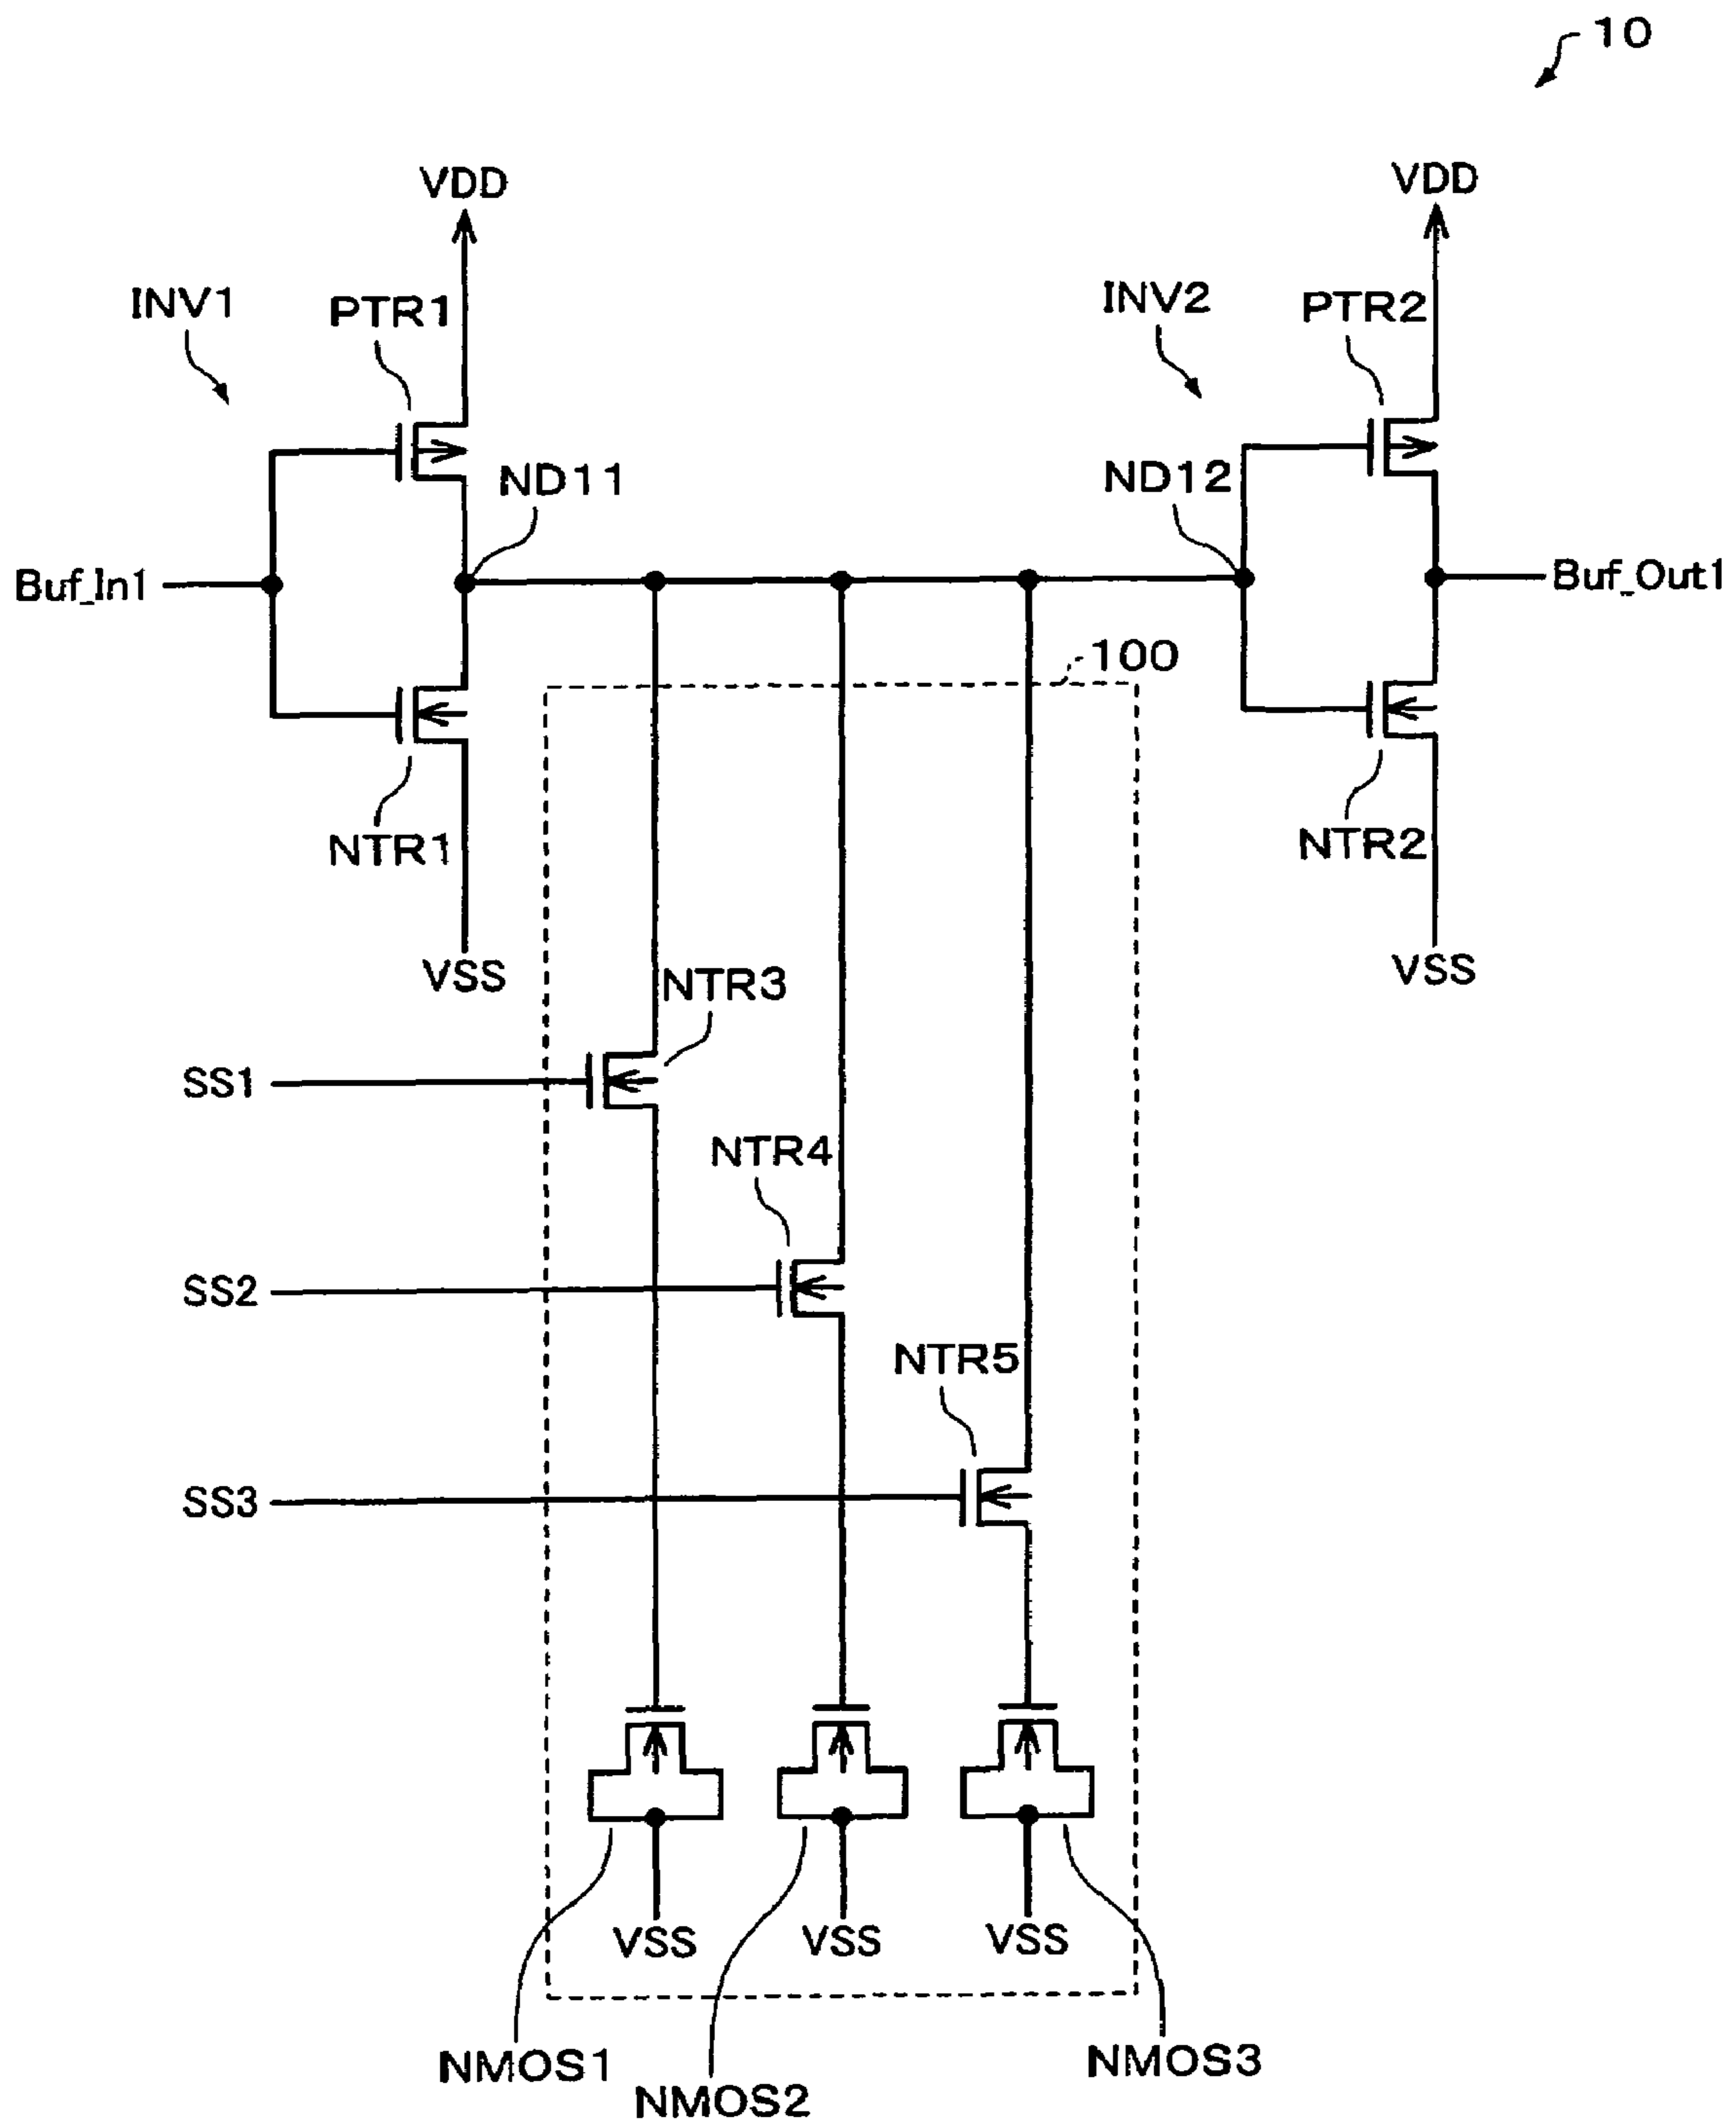 10
VDD
VDD
INV1
PTR1
INV2
PTR2
ND11
ND12
Buf_In1
Buf_Out1
100
NTR1
NTR2
VSS
VSS
NTR3
SS1
NTR4
SS2
NTR5
SS3
VSS
VSS
VSS
NMOS1
NMOS2
NMOS3